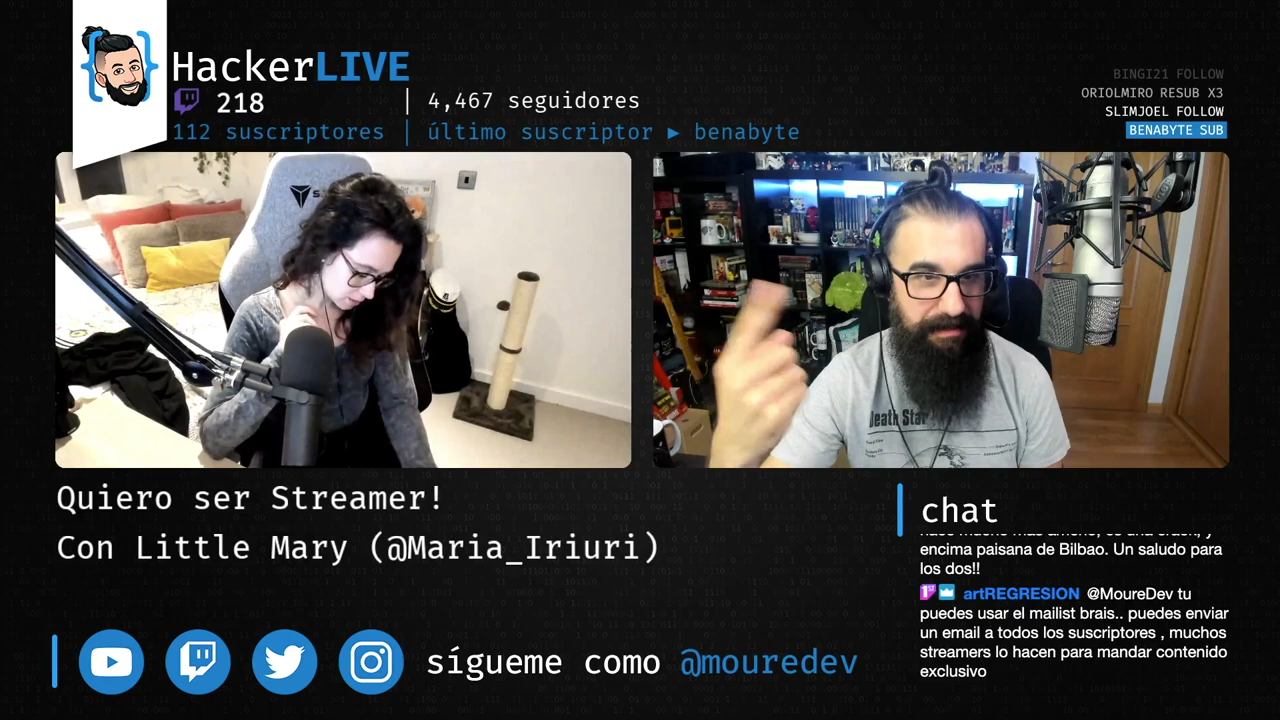 HackerLIVE
218 | 4,467 seguidores
112 suscriptores | último suscriptor ▶ benabyte
BINGI21 FOLLOW
ORIOLMIRO RESUB X3
SLIMJOEL FOLLOW
BENABYTE SUB
Death Star
Quiero ser Streamer!
Con Little Mary (@Maria_Iriuri)
chat
encima paisana de Bilbao. Un saludo para
los dos!!
artREGRESION @MoureDev tu
puedes usar el mailist brais.. puedes enviar
un email a todos los suscriptores , muchos
streamers lo hacen para mandar contenido
exclusivo
sígueme como @mouredev